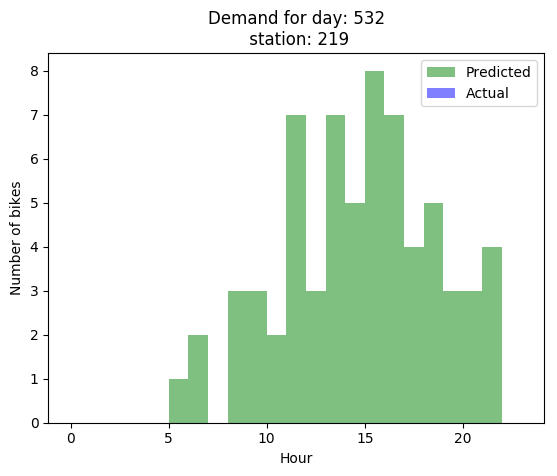 Demand for day: 532
station: 219
Predicted
Actual
Number of bikes
8
7
6
5
4
3
2
1
0
0 5 10 15 20
Hour